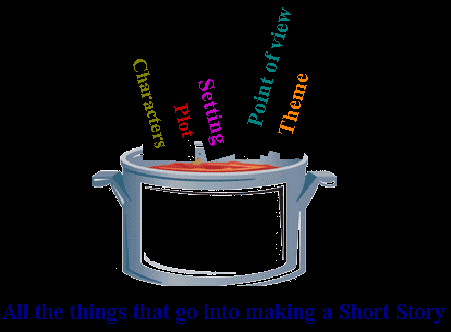 Characters
Plot
Setting
Point of view
Theme
All the things that go into making a Short Story